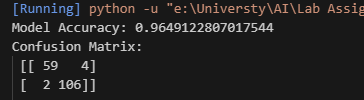 [Running] python -u "e:\Universty\AI\Lab Assig
Model Accuracy: 0.9649122807017544
Confusion Matrix:
[[ 59   4]
[  2 106]]